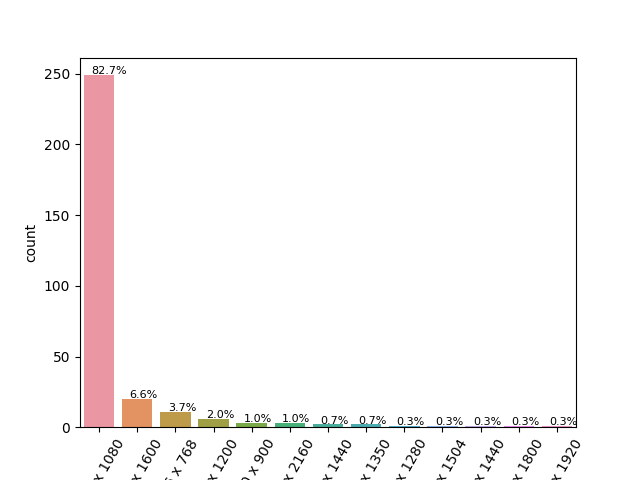 82.7%
250
200
150
count
100
50
6.6%
3.7%
2.0%
1.0%
1.0%
0.7%
0.7%
0.3%
0.3%
0.3%
0.3%
0.3%
0
x 1080
x 1600
x 768
x 1200
x 900
x 2160
x 1440
x 1350
x 1280
x 1504
x 1440
x 1800
x 1920